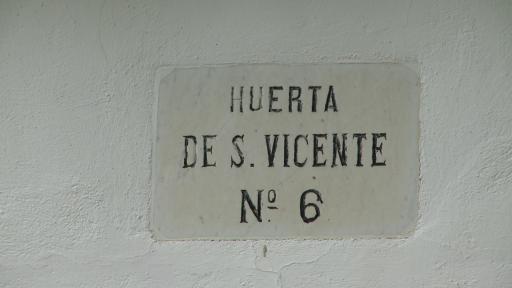 HUERTA
DE S. VICENTE
Nº 6